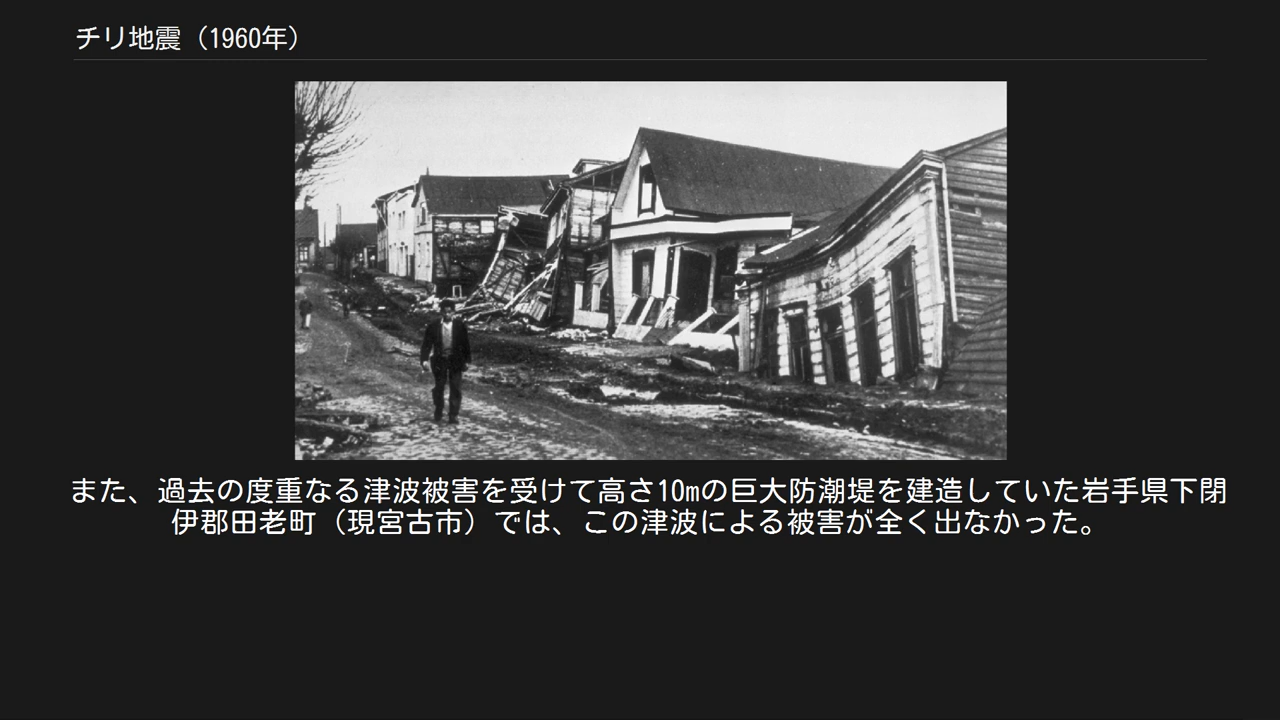 チリ地震（1960年）
また、過去の度重なる津波被害を受けて高さ10mの巨大防潮堤を建造していた岩手県下閉
伊郡田老町（現宮古市）では、この津波による被害が全く出なかった。